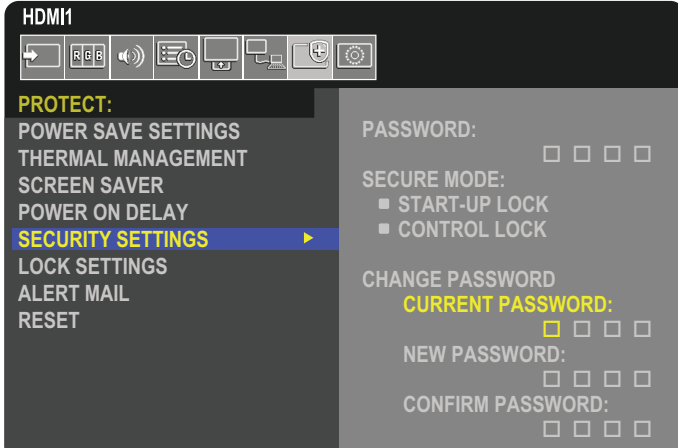 HDMI1
RGB
PROTECT:
POWER SAVE SETTINGS
THERMAL MANAGEMENT
SCREEN SAVER
POWER ON DELAY
SECURITY SETTINGS
LOCK SETTINGS
ALERT MAIL
RESET
PASSWORD:
SECURE MODE:
START-UP LOCK
CONTROL LOCK
CHANGE PASSWORD
CURRENT PASSWORD:
NEW PASSWORD:
CONFIRM PASSWORD: